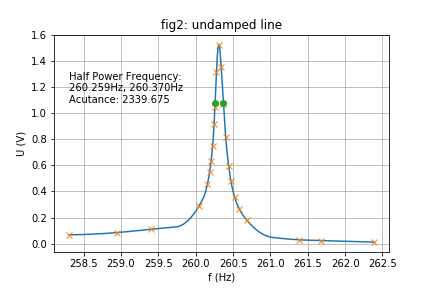 fig2: undamped line
1.6
1.4
1.2
1.0
0.8
0.6
0.4
0.2
0.0
U (V)
Half Power Frequency:
260.259Hz, 260.370Hz
Acutance: 2339.675
258.5 259.0 259.5 260.0 260.5 261.0 261.5 262.0 262.5
f (Hz)